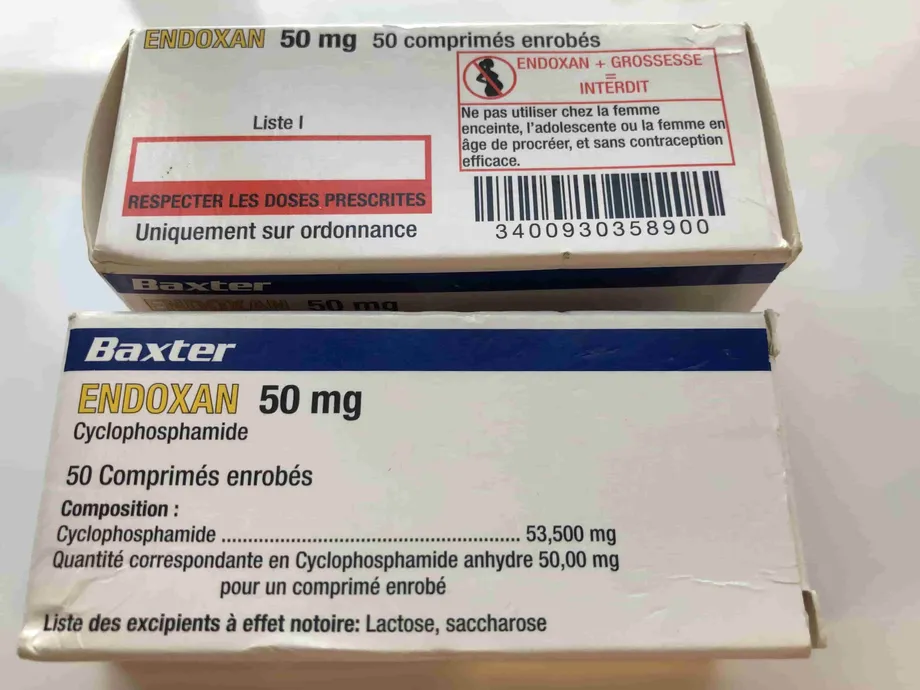 ENDOXAN 50 mg 50 comprimés enrobés
ENDOXAN + GROSSESSE
=
INTERDIT
Ne pas utiliser chez la femme
enceinte, l'adolescente ou la femme en
âge de procréer, et sans contraception
efficace.
Liste I
RESPECTER LES DOSES PRESCRITES
Uniquement sur ordonnance
3400930358900
Baxter
ENDOXAN 50 mg
Baxter
ENDOXAN 50 mg
Cyclophosphamide
50 Comprimés enrobés
Composition :
Cyclophosphamide ........................................................ 53,500 mg
Quantité correspondante en Cyclophosphamide anhydre 50,00 mg
pour un comprimé enrobé
Liste des excipients à effet notoire: Lactose, saccharose